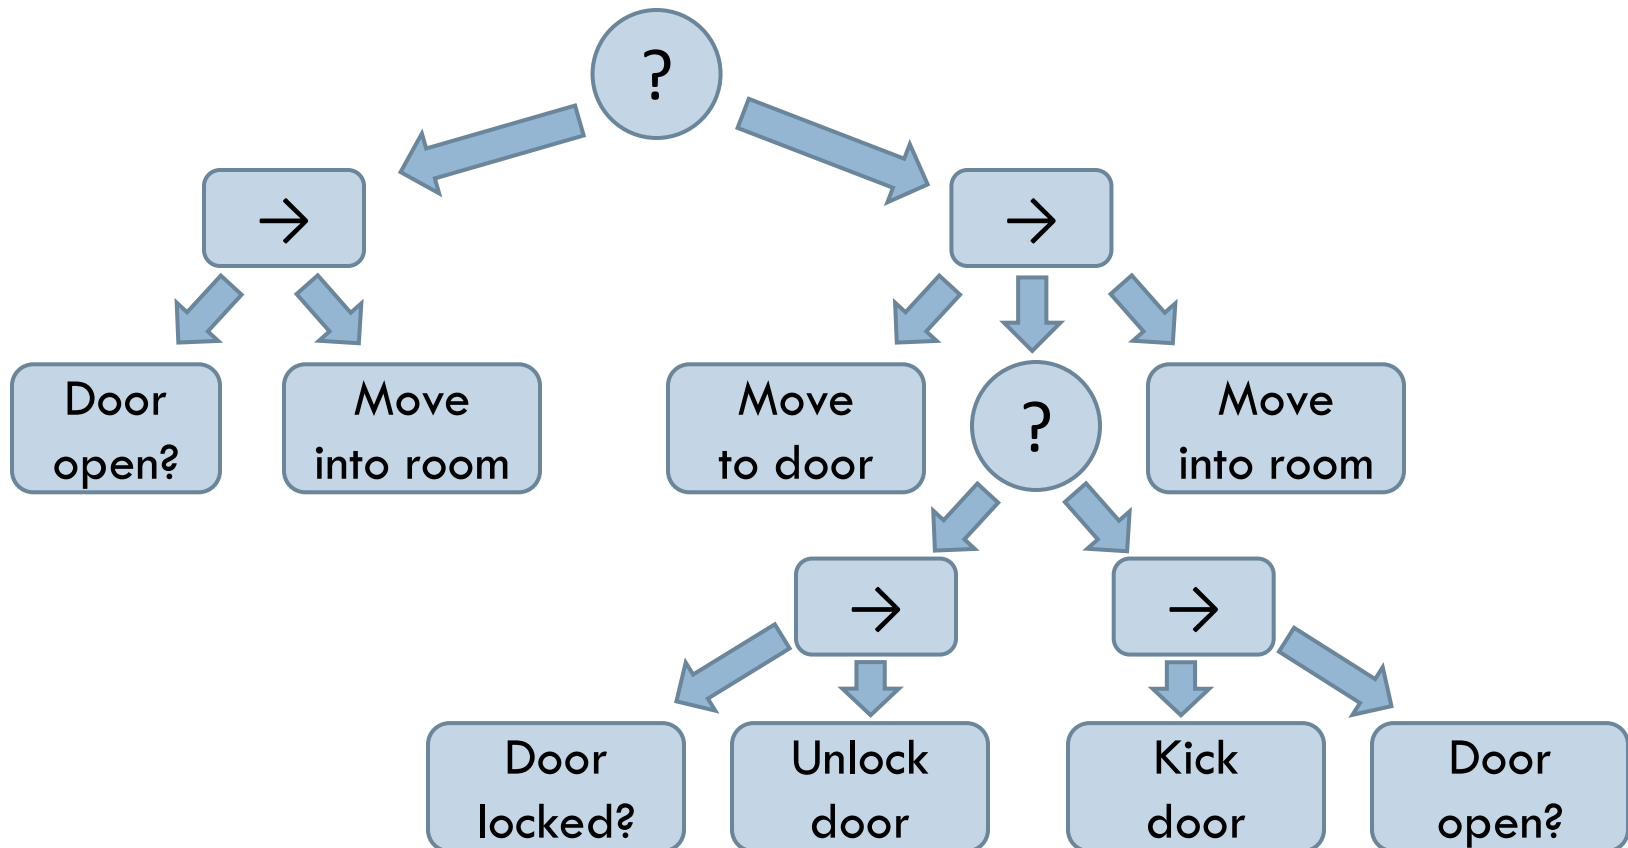 ?
→
→
Door
open?
Move
into room
Move
to door
?
Move
into room
→
→
Door
locked?
Unlock
door
Kick
door
Door
open?